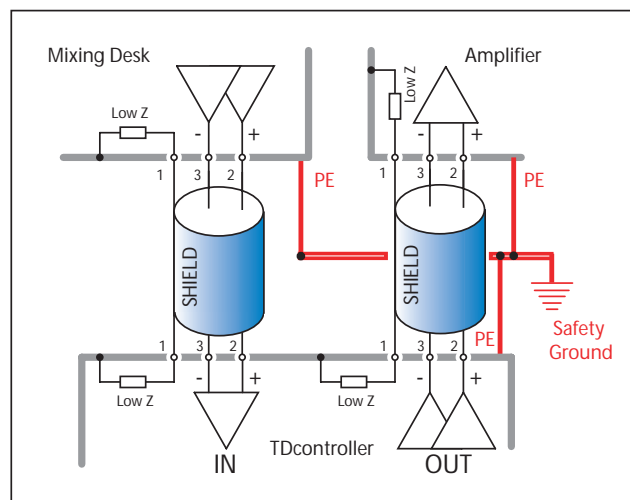 Mixing Desk
Amplifier
Low Z
Low Z
- +
- +
1 3 2
1 3 2
PE
PE
SHIELD
SHIELD
PE
Safety
Ground
1 3 2
1 3 2
- +
- +
Low Z
Low Z
TDcontroller
IN
OUT